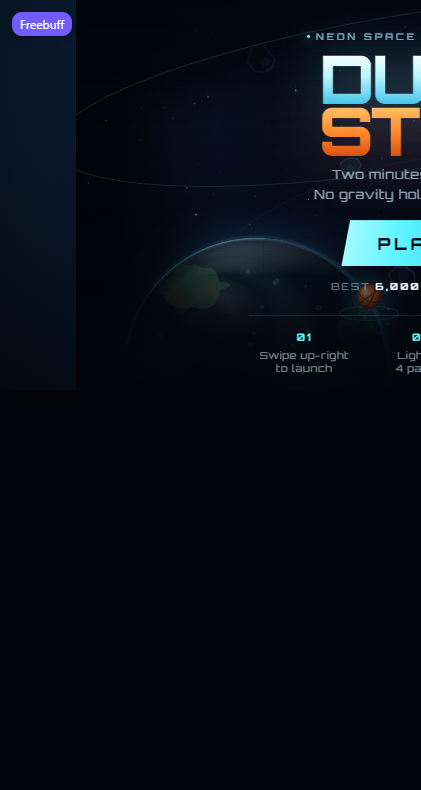 Freebuff
NEON SPACE
DU
ST
Two minutes
No gravity hol
PLA
BEST 6,000
01
Swipe up-right
to launch
0
Ligh
4 pa